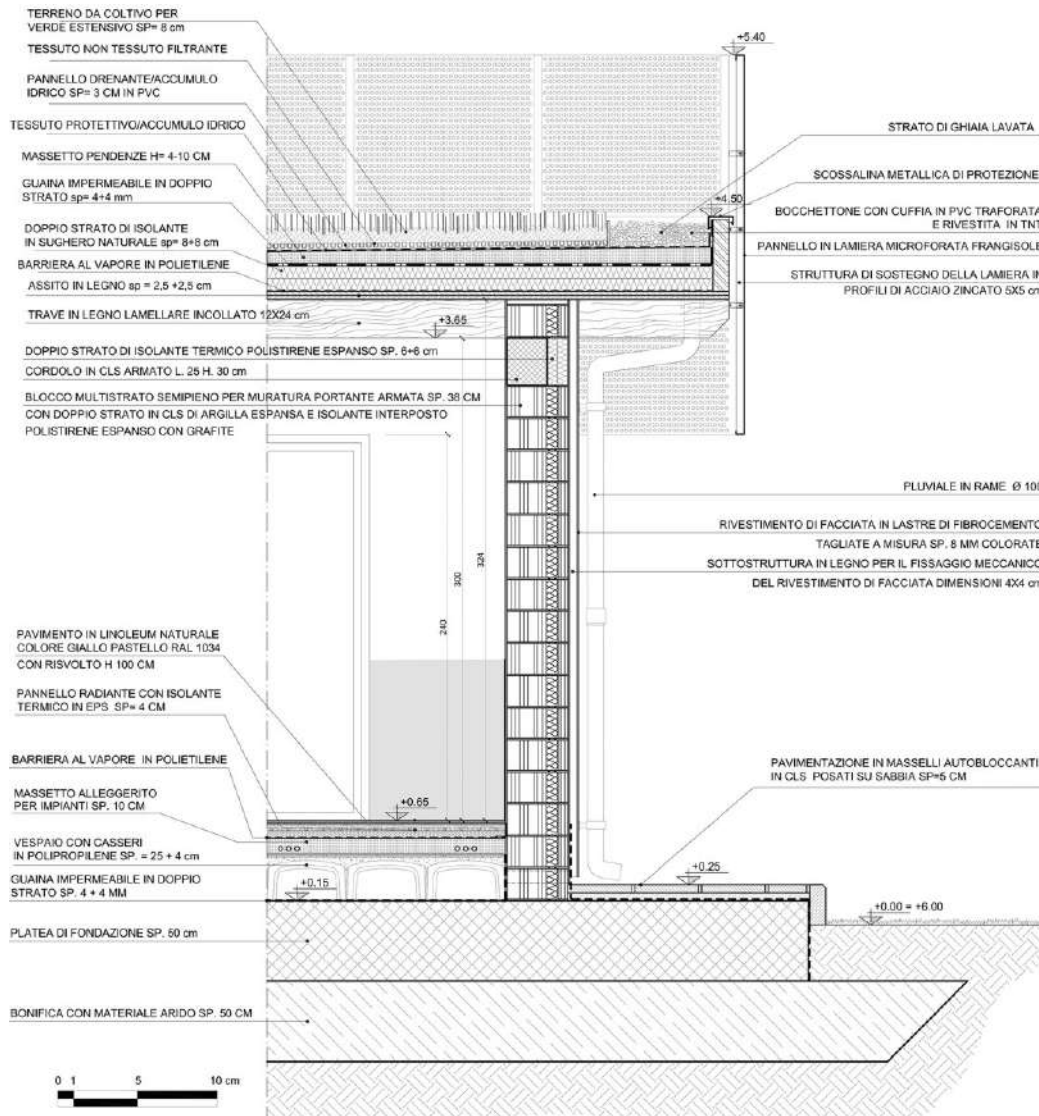 TERRENO DA COLTIVO PER
VERDE ESTENSIVO SP= 8 cm
TESSUTO NON TESSUTO FILTRANTE
PANNELLO DRENANTE/ACCUMULO
IDRICO SP= 3 CM IN PVC
TESSUTO PROTETTIVO/ACCUMULO IDRICO
MASSETTO PENDENZE H= 4-10 CM
GUAINA IMPERMEABILE IN DOPPIO
STRATO sp= 4+4 mm
DOPPIO STRATO DI ISOLANTE
IN SUGHERO NATURALE sp= 8+8 cm
BARRIERA AL VAPORE IN POLIETILENE
ASSITO IN LEGNO sp = 2,5 +2,5 cm
TRAVE IN LEGNO LAMELLARE INCOLLATO 12X24 cm
+3.65
DOPPIO STRATO DI ISOLANTE TERMICO POLISTIRENE ESPANSO SP. 6+6 cm
CORDOLO IN CLS ARMATO L. 25 H. 30 cm
BLOCCO MULTISTRATO SEMIPIENO PER MURATURA PORTANTE ARMATA SP. 38 CM
CON DOPPIO STRATO IN CLS DI ARGILLA ESPANSA E ISOLANTE INTERPOSTO
POLISTIRENE ESPANSO CON GRAFITE
240
300
324
PAVIMENTO IN LINOLEUM NATURALE
COLORE GIALLO PASTELLO RAL 1034
CON RISVOLTO H 100 CM
PANNELLO RADIANTE CON ISOLANTE
TERMICO IN EPS SP= 4 CM
BARRIERA AL VAPORE IN POLIETILENE
MASSETTO ALLEGGERITO
PER IMPIANTI SP. 10 CM
VESPAIO CON CASSERI
IN POLIPROPILENE SP. = 25 + 4 cm
GUAINA IMPERMEABILE IN DOPPIO
STRATO SP. 4 + 4 MM
+0.65
+0.15
PLATEA DI FONDAZIONE SP. 50 cm
BONIFICA CON MATERIALE ARIDO SP. 50 CM
0 1 5 10 cm
+5.40
STRATO DI GHIAIA LAVATA
SCOSSALINA METALLICA DI PROTEZIONE
+4.50
BOCCHETTONE CON CUFFIA IN PVC TRAFORATA
E RIVESTITA IN TNT
PANNELLO IN LAMIERA MICROFORATA FRANGISOLE
STRUTTURA DI SOSTEGNO DELLA LAMIERA IN
PROFILI DI ACCIAIO ZINCATO 5X5 cm
PLUVIALE IN RAME Ø 100
RIVESTIMENTO DI FACCIATA IN LASTRE DI FIBROCEMENTO
TAGLIATE A MISURA SP. 8 MM COLORATE
SOTTOSTRUTTURA IN LEGNO PER IL FISSAGGIO MECCANICO
DEL RIVESTIMENTO DI FACCIATA DIMENSIONI 4X4 cm
PAVIMENTAZIONE IN MASSELLI AUTOBLOCCANTI
IN CLS POSATI SU SABBIA SP=5 CM
+0.25
+0.00 = +6.00